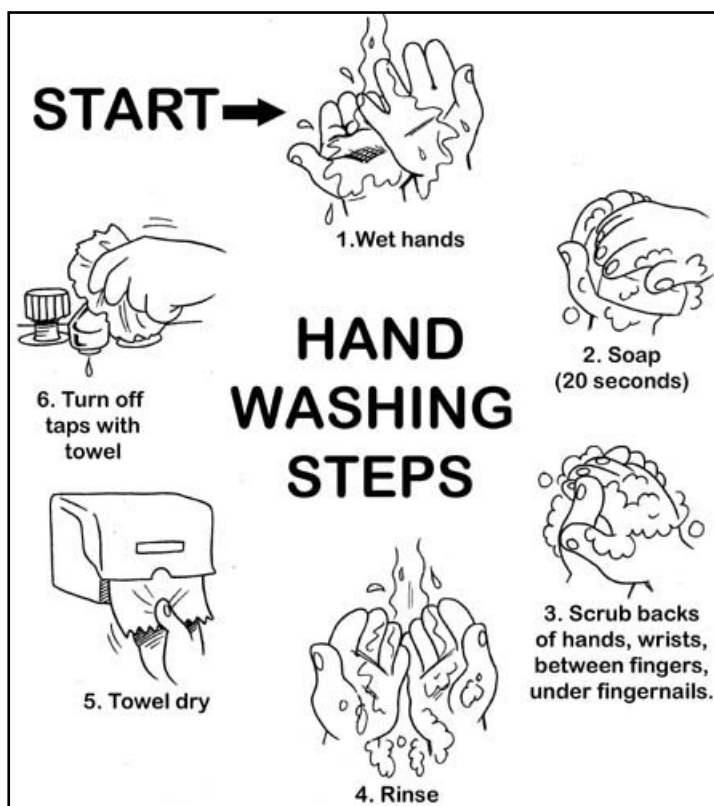 START
1.Wet hands
2. Soap
(20 seconds)
3. Scrub backs
of hands, wrists,
between fingers,
under fingernails.
4. Rinse
5. Towel dry
6. Turn off
taps with
towel
HAND
WASHING
STEPS